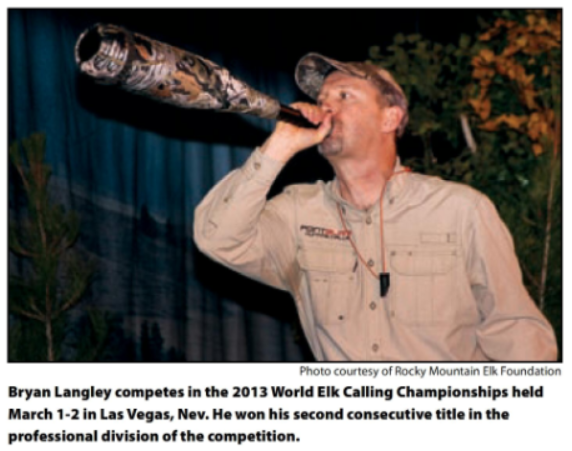 Photo courtesy of Rocky Mountain Elk Foundation
Bryan Langley competes in the 2013 World Elk Calling Championships held
March 1-2 in Las Vegas, Nev. He won his second consecutive title in the
professional division of the competition.